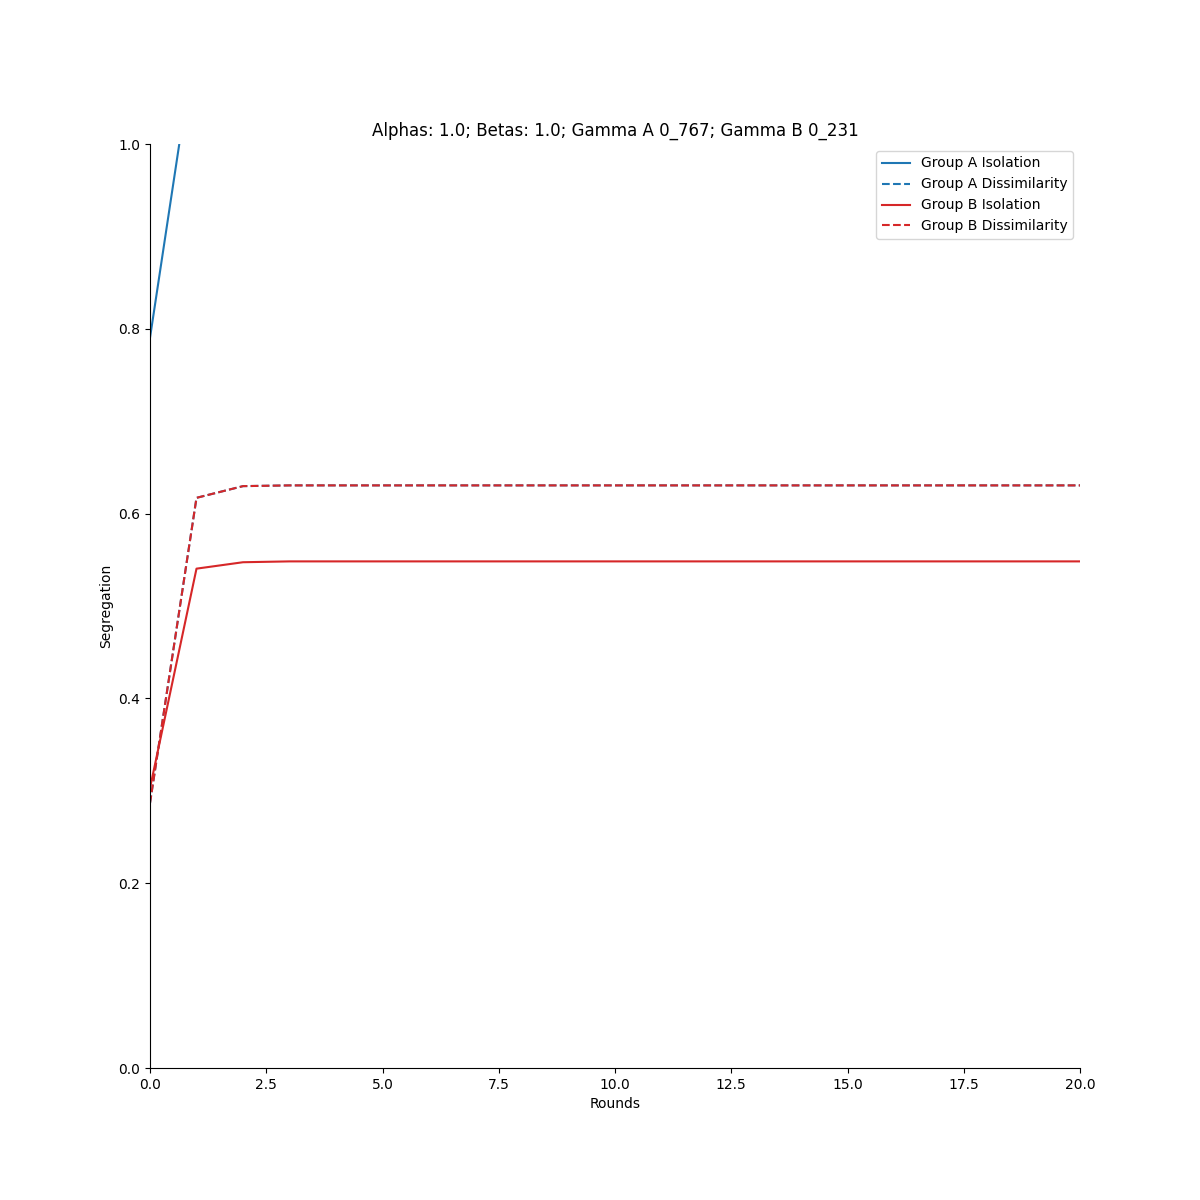 Alphas: 1.0; Betas: 1.0; Gamma A 0_767; Gamma B 0_231
1.0
Group A Isolation
Group A Dissimilarity
Group B Isolation
Group B Dissimilarity
0.8
0.6
Segregation
0.4
0.2
0.0
0.0 2.5 5.0 7.5 10.0 12.5 15.0 17.5 20.0
Rounds